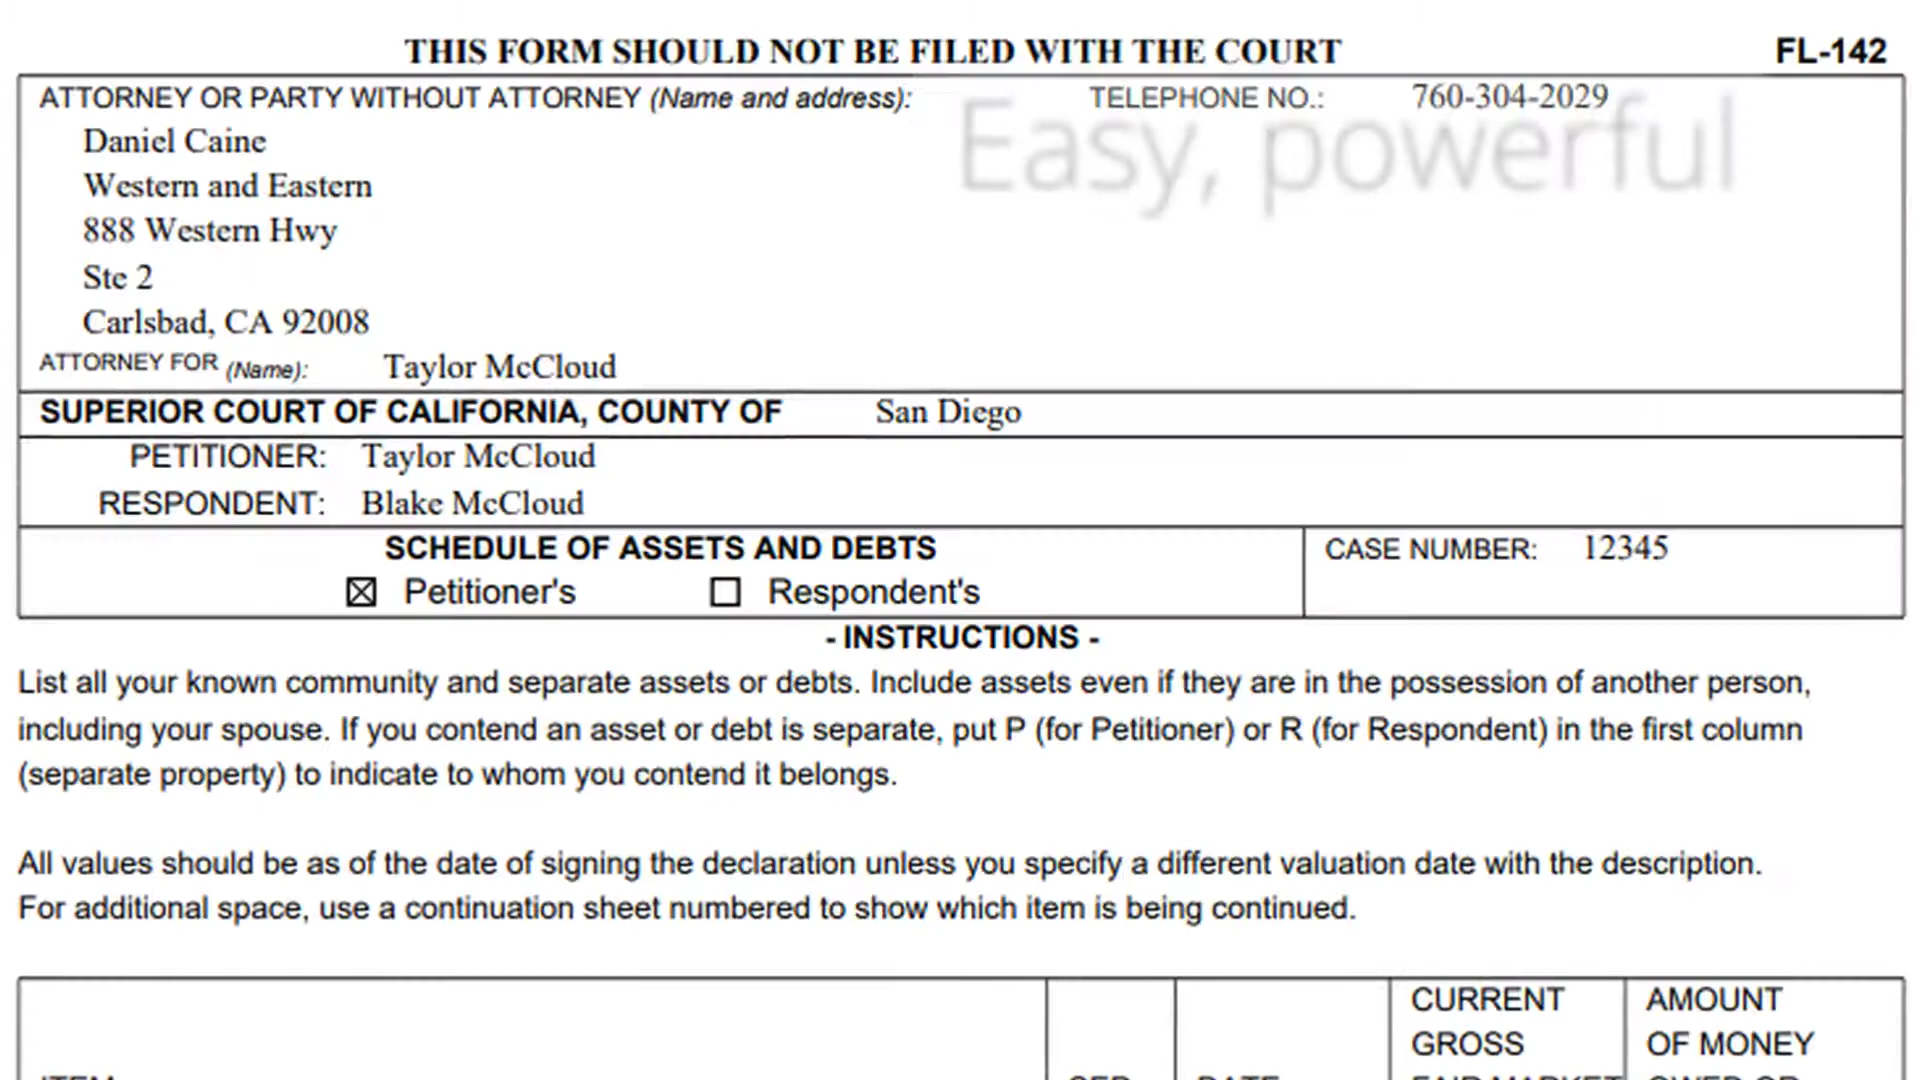 THIS FORM SHOULD NOT BE FILED WITH THE COURT FL-142
ATTORNEY OR PARTY WITHOUT ATTORNEY (Name and address): TELEPHONE NO.: 760-304-2029
Easy, powerful
Daniel Caine
Western and Eastern
888 Western Hwy
Ste 2
Carlsbad, CA 92008
ATTORNEY FOR (Name): Taylor McCloud
SUPERIOR COURT OF CALIFORNIA, COUNTY OF San Diego
PETITIONER: Taylor McCloud
RESPONDENT: Blake McCloud
SCHEDULE OF ASSETS AND DEBTS
Petitioner's Respondent's
CASE NUMBER: 12345
- INSTRUCTIONS -
List all your known community and separate assets or debts. Include assets even if they are in the possession of another person,
including your spouse. If you contend an asset or debt is separate, put P (for Petitioner) or R (for Respondent) in the first column
(separate property) to indicate to whom you contend it belongs.
All values should be as of the date of signing the declaration unless you specify a different valuation date with the description.
For additional space, use a continuation sheet numbered to show which item is being continued.
CURRENT AMOUNT
GROSS OF MONEY
ITEM SEP DATE FAIR MARKET OWED OR